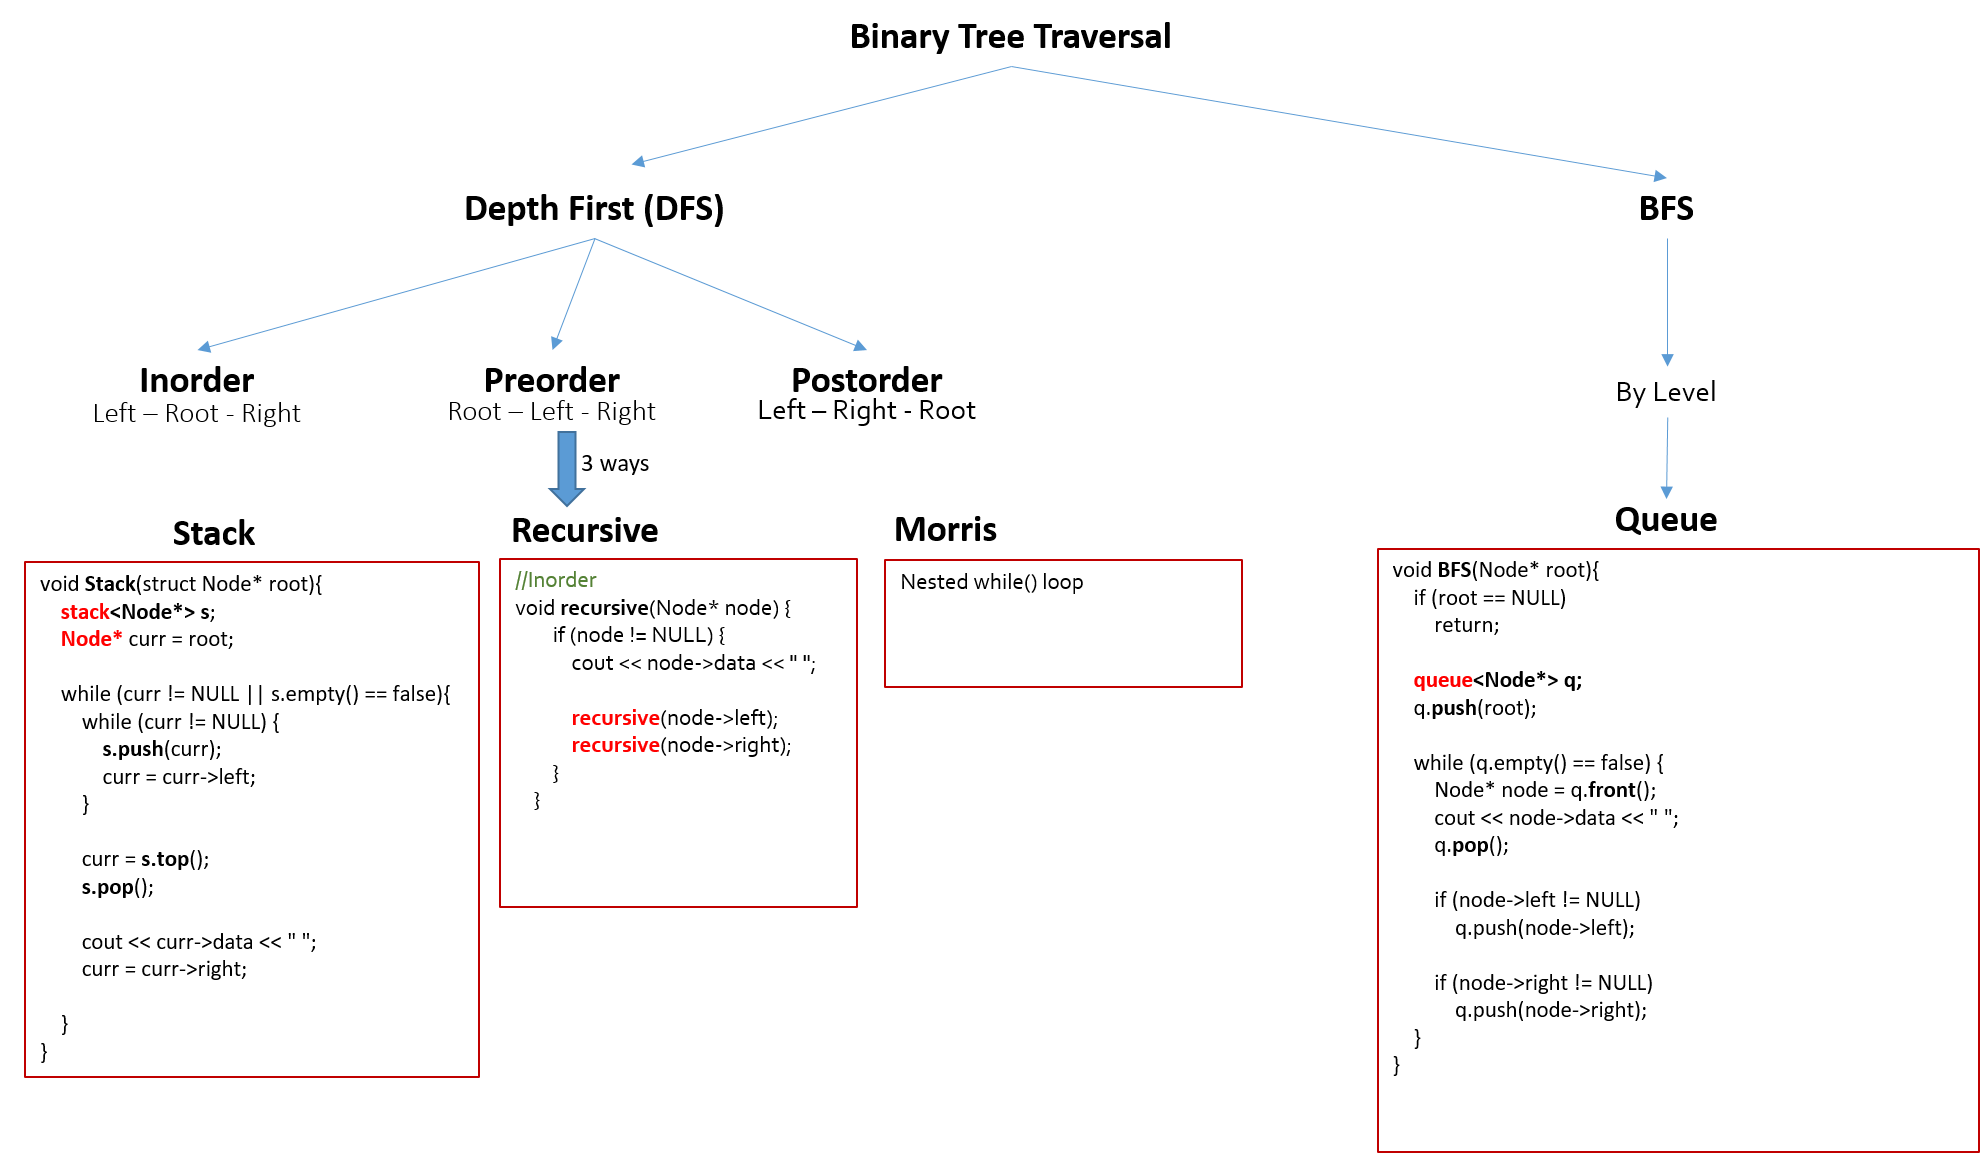 Binary Tree Traversal
Depth First (DFS)
BFS
Inorder
Left – Root - Right
Preorder
Root – Left - Right
Postorder
Left – Right - Root
By Level
3 ways
Stack
void Stack(struct Node* root){
stack<Node*> s;
Node* curr = root;
while (curr != NULL || s.empty() == false){
while (curr != NULL) {
s.push(curr);
curr = curr->left;
}
curr = s.top();
s.pop();
cout << curr->data << " ";
curr = curr->right;
}
}
Recursive
//Inorder
void recursive(Node* node) {
if (node != NULL) {
cout << node->data << " ";
recursive(node->left);
recursive(node->right);
}
}
Morris
Nested while() loop
Queue
void BFS(Node* root){
if (root == NULL)
return;
queue<Node*> q;
q.push(root);
while (q.empty() == false) {
Node* node = q.front();
cout << node->data << " ";
q.pop();
if (node->left != NULL)
q.push(node->left);
if (node->right != NULL)
q.push(node->right);
}
}